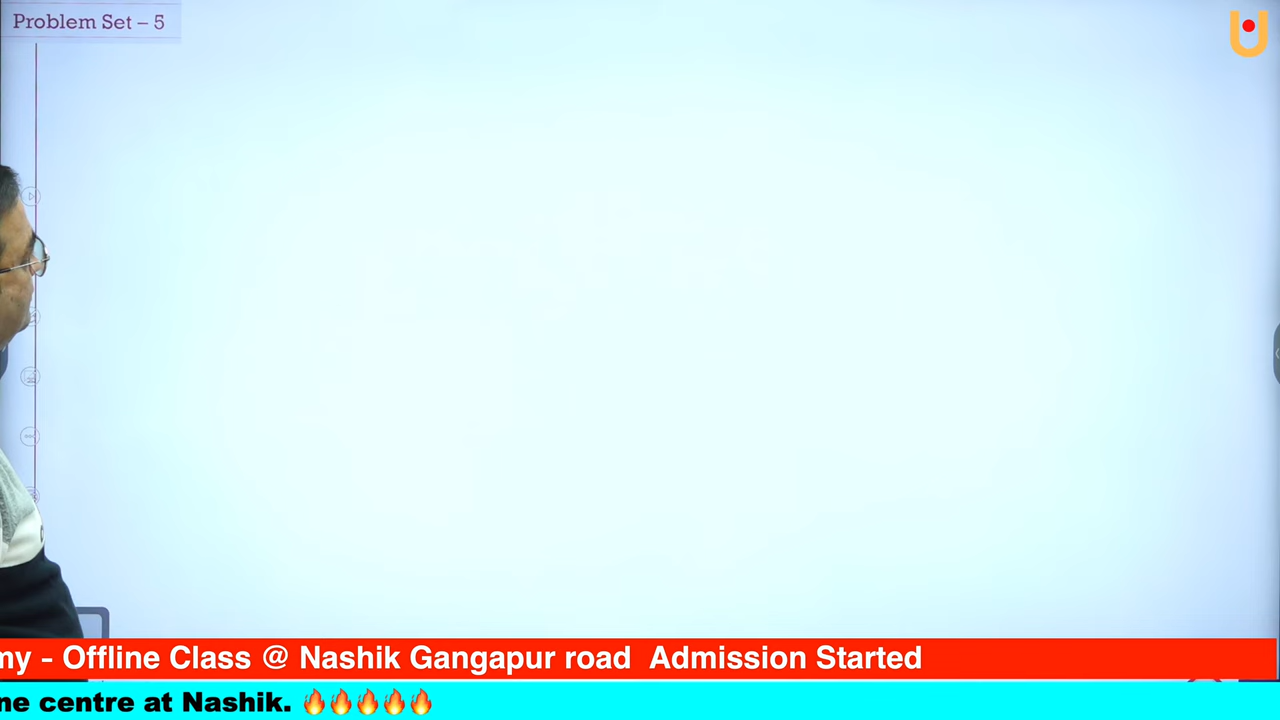 Problem Set – 5
my - Offline Class @ Nashik Gangapur road Admission Started
ne centre at Nashik. 🔥🔥🔥🔥🔥